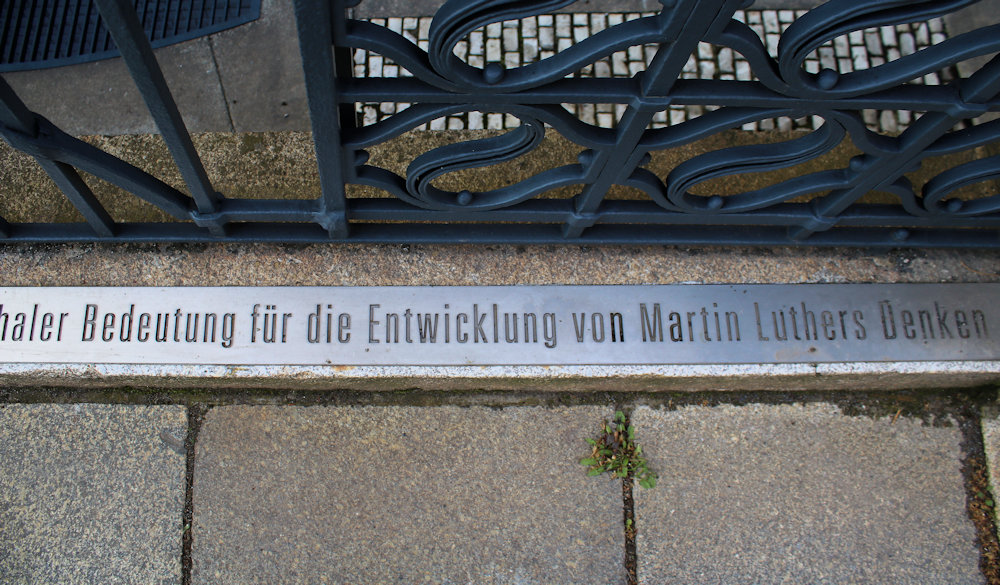 haler Bedeutung für die Entwicklung von Martin Luthers Denken